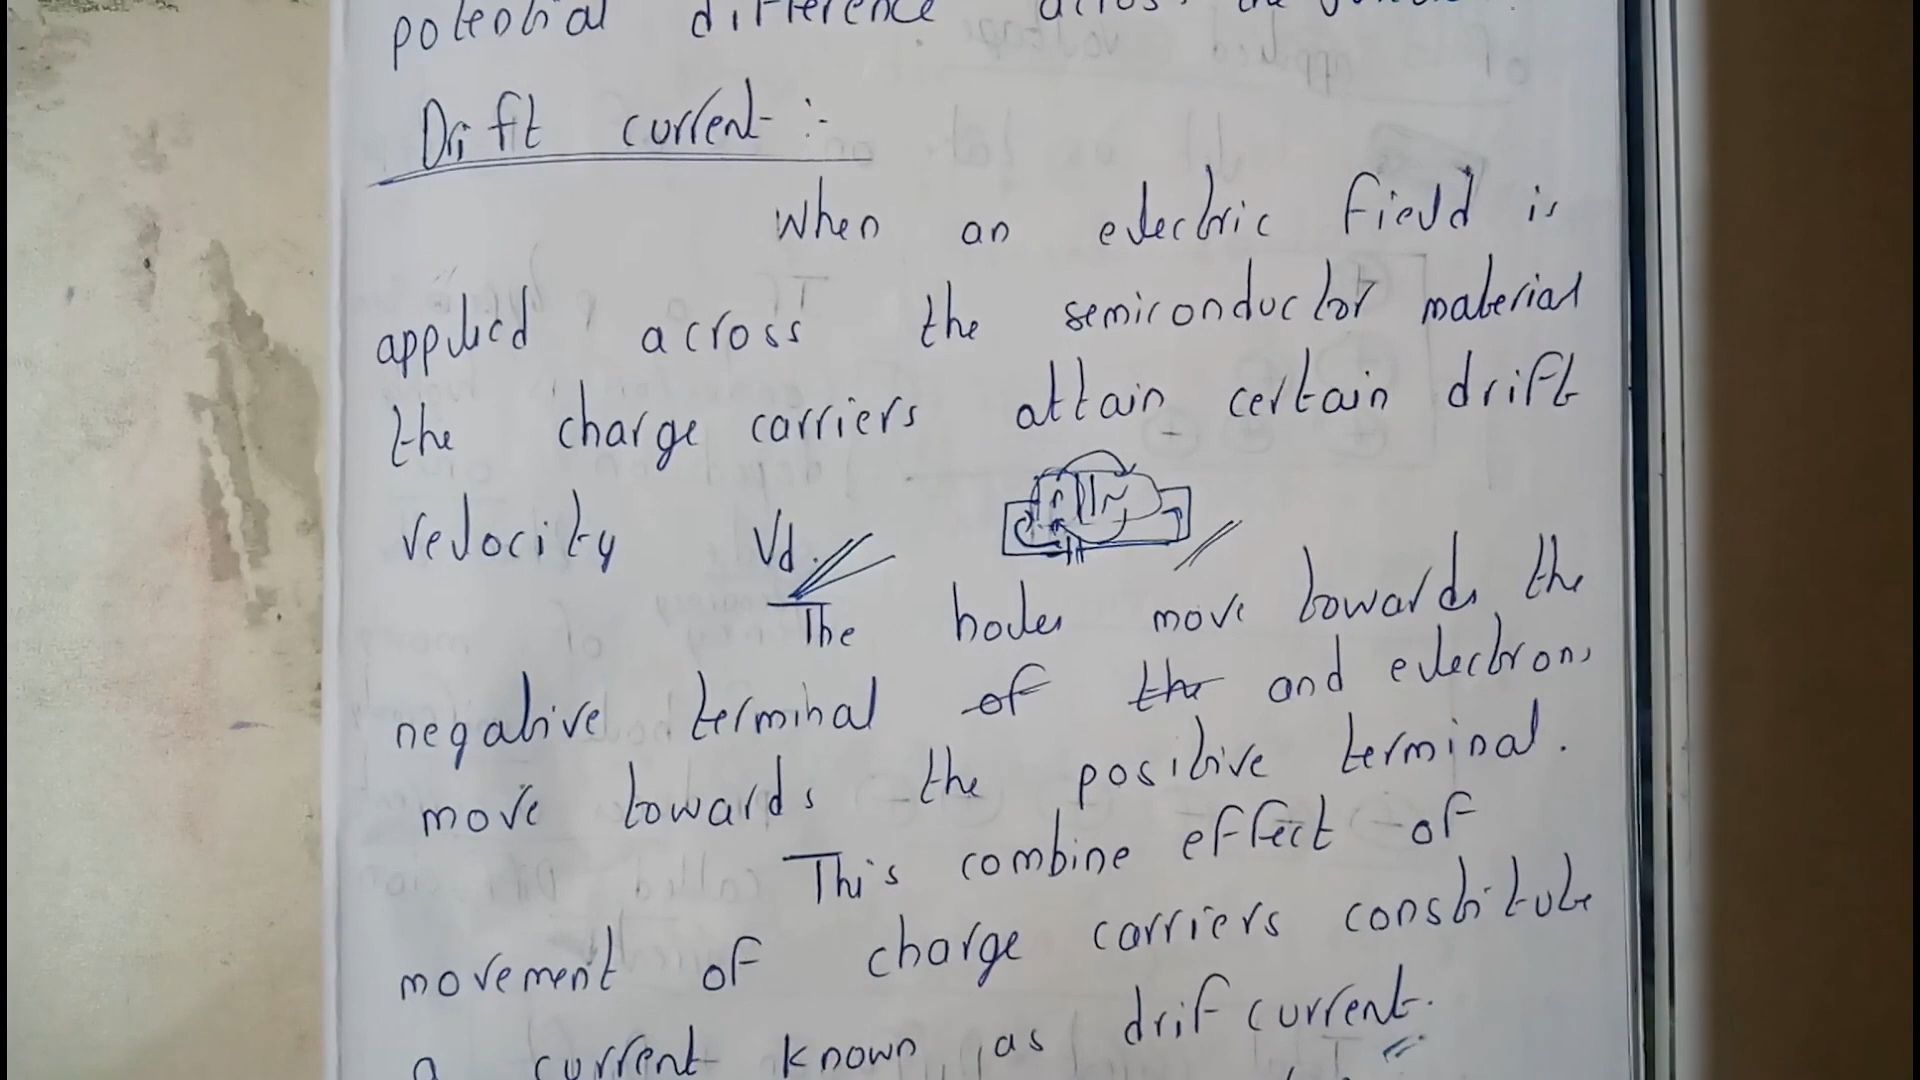 potential difference across the
Drift current :-
When an electric field is
applied across the semiconductor material
the charge carriers attain certain drift
velocity Vd.
The holes move towards the
negative terminal of the and electrons
move towards the positive terminal.
This combine effect of
movement of charge carriers constitute
a current known as drif current.